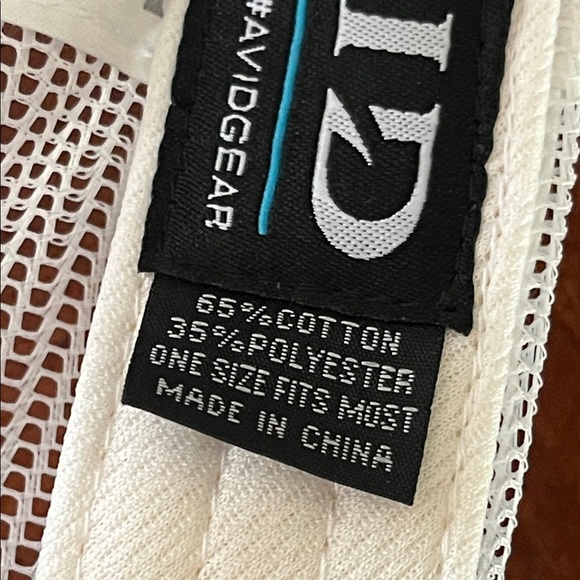 #AVIDGEAR
65% COTTON
35% POLYESTER
ONE SIZE FITS MOST
MADE IN CHINA